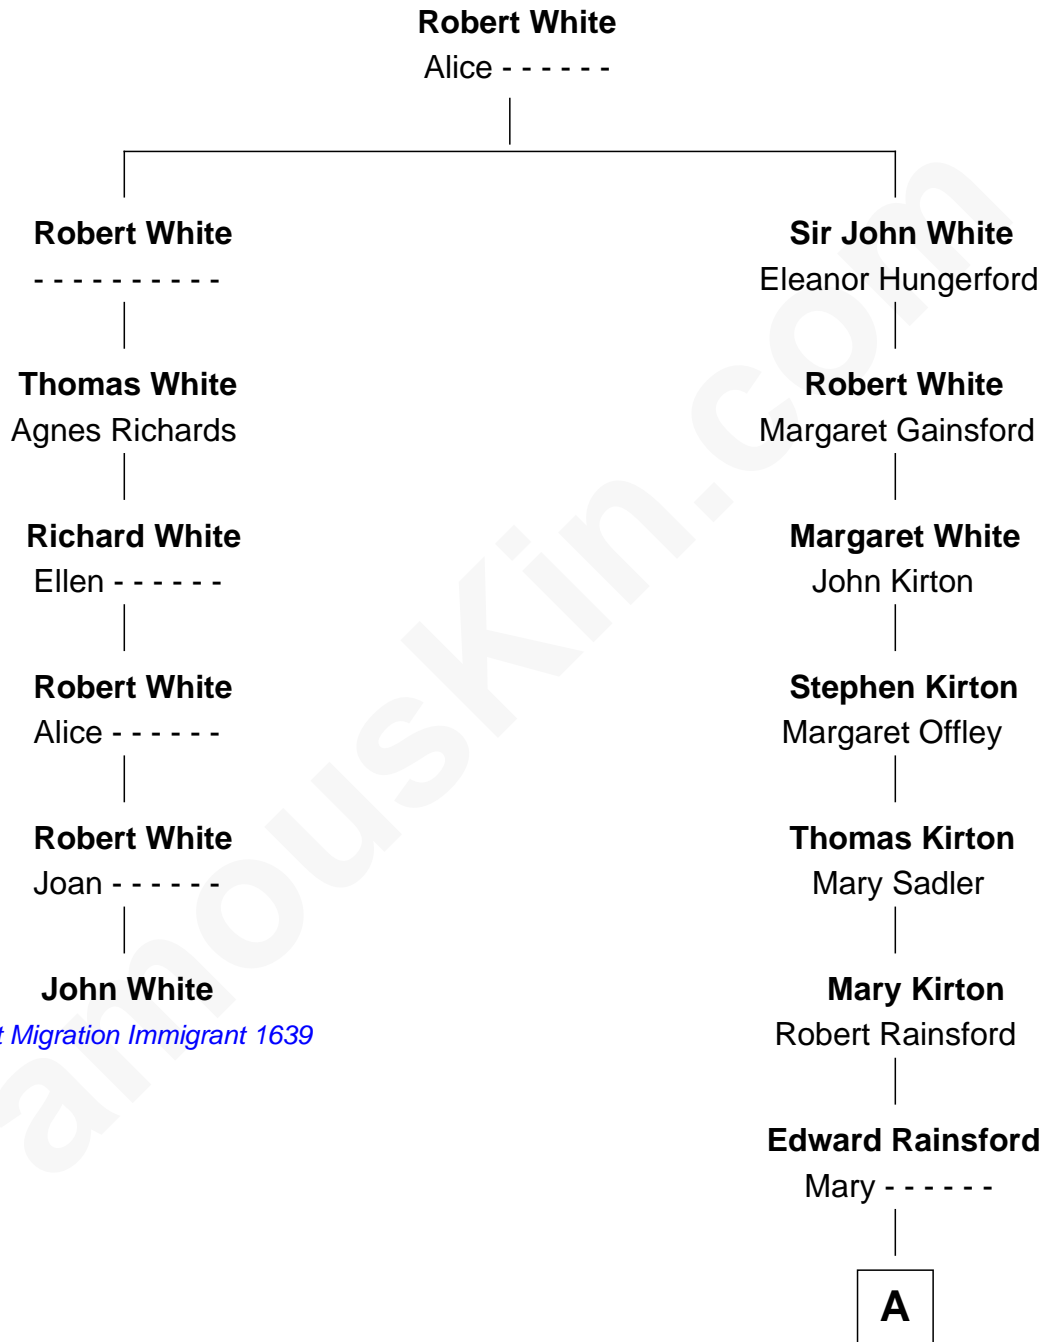 Robert White
Alice - - - - - -
Robert White
- - - - - - - - - -
Thomas White
Agnes Richards
Richard White
Ellen - - - - - -
Robert White
Alice - - - - - -
Robert White
Joan - - - - - -
John White
t Migration Immigrant 1639
Sir John White
Eleanor Hungerford
Robert White
Margaret Gainsford
Margaret White
John Kirton
Stephen Kirton
Margaret Offley
Thomas Kirton
Mary Sadler
Mary Kirton
Robert Rainsford
Edward Rainsford
Mary - - - - - -
A
amouskin.com